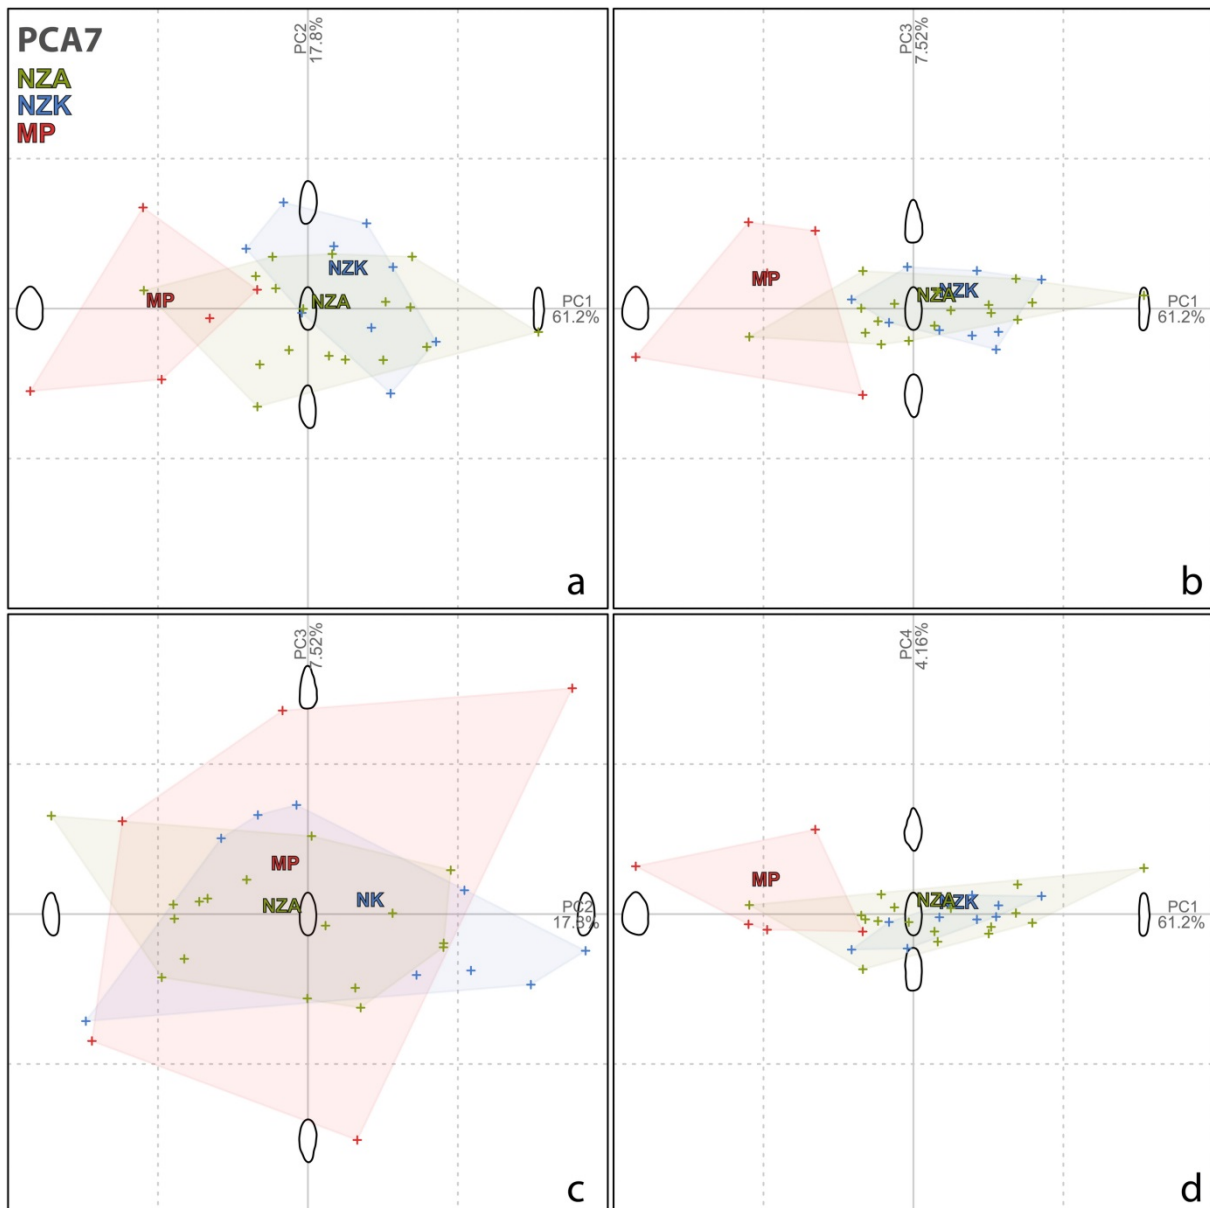 PCA7
NZA
NZK
MP
PC2
17.8%
PC1
61.2%
MP
NZK
NZA
a
PC3
7.52%
PC1
61.2%
MP
NZA
NZK
b
PC3
7.52%
PC2
17.8%
MP
NZA
NK
c
PC4
4.16%
PC1
61.2%
MP
NZA
NZK
d